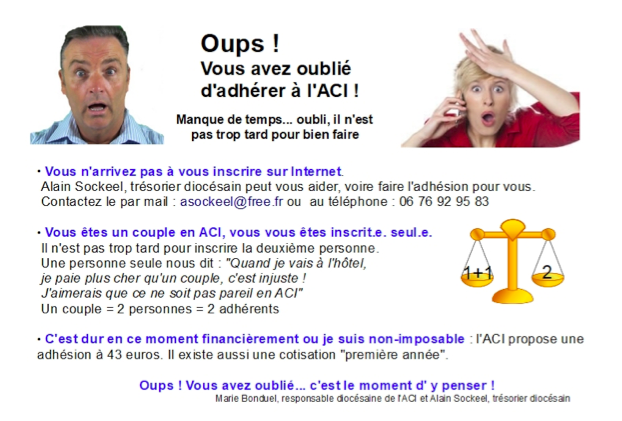 Oups !
Vous avez oublié
d'adhérer à l'ACI !
Manque de temps... oubli, il n'est
pas trop tard pour bien faire
• Vous n'arrivez pas à vous inscrire sur Internet.
Alain Sockeel, trésorier diocésain peut vous aider, voire faire l'adhésion pour vous.
Contactez le par mail : asockeel@free.fr ou au téléphone : 06 76 92 95 83
• Vous êtes un couple en ACI, vous vous êtes inscrit.e. seul.e.
Il n'est pas trop tard pour inscrire la deuxième personne.
Une personne seule nous dit : "Quand je vais à l'hôtel,
je paie plus cher qu'un couple, c'est injuste !
J'aimerais que ce ne soit pas pareil en ACI"
Un couple = 2 personnes = 2 adhérents
1+1 2
• C'est dur en ce moment financièrement ou je suis non-imposable : l'ACI propose une
adhésion à 43 euros. Il existe aussi une cotisation "première année".
Oups ! Vous avez oublié... c'est le moment d' y penser !
Marie Bonduel, responsable diocésaine de l'ACI et Alain Sockeel, trésorier diocésain